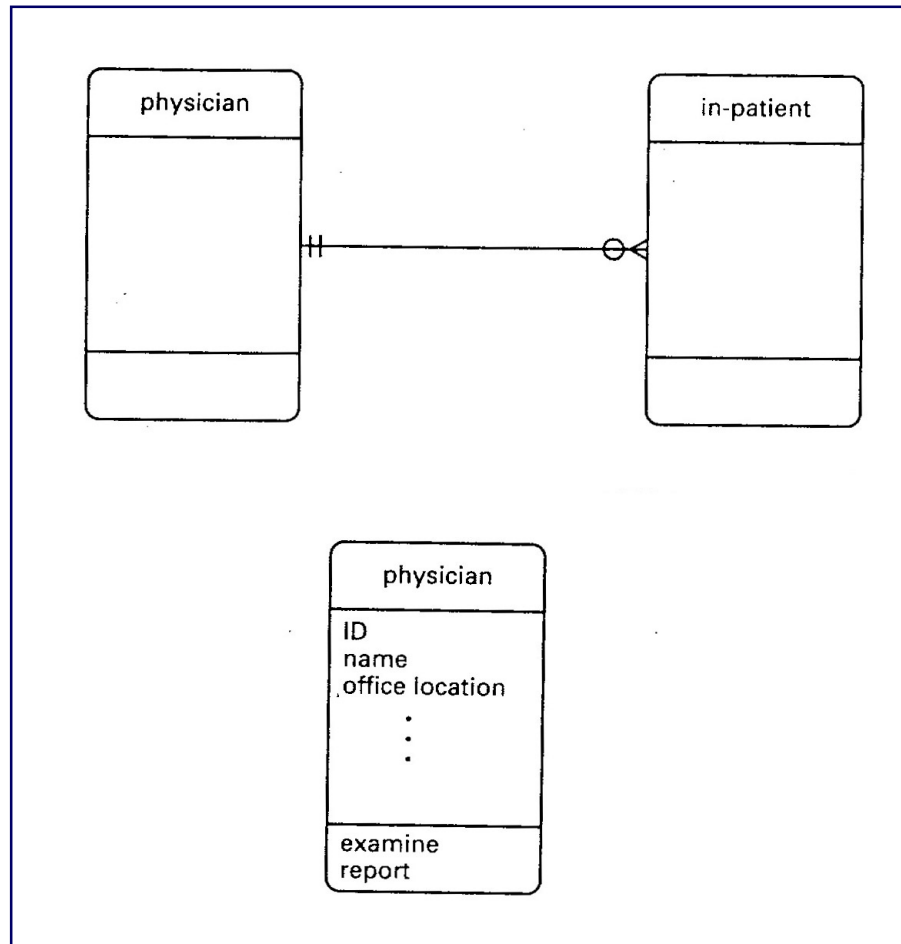 physician
in-patient
physician
ID
name
office location
examine
report